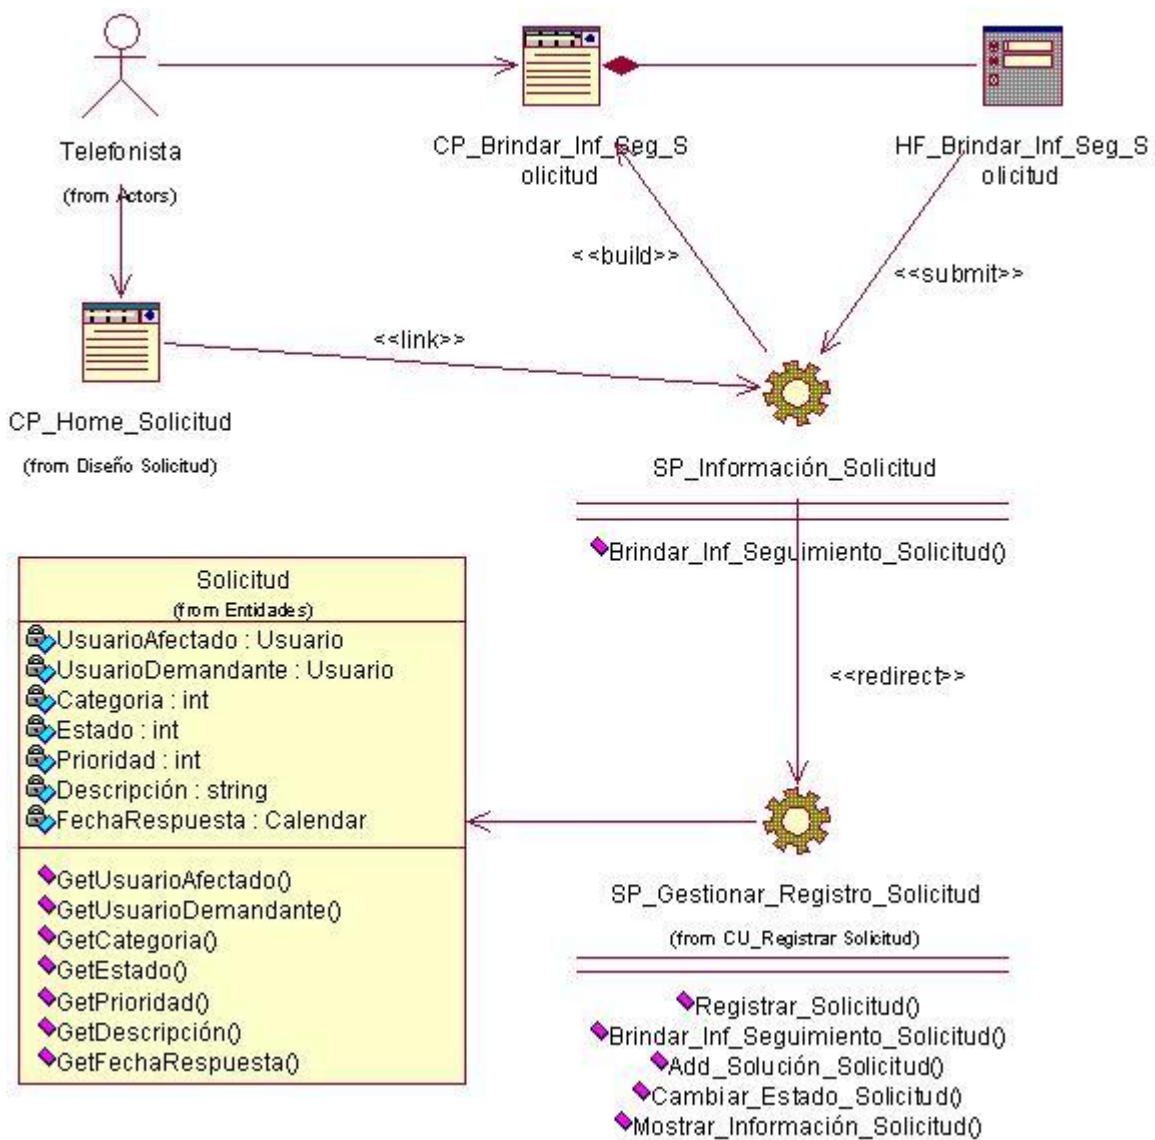 Telefonista
(from Actors)
CP_Brindar_Inf_Seg_S
olicitud
HF_Brindar_Inf_Seg_S
olicitud
<<build>>
<<submit>>
<<link>>
CP_Home_Solicitud
(from Diseño Solicitud)
SP_Información_Solicitud
Brindar_Inf_Seguimiento_Solicitud()
<<redirect>>
Solicitud
(from Entidades)
UsuarioAfectado : Usuario
UsuarioDemandante : Usuario
Categoria : int
Estado : int
Prioridad : int
Descripción : string
FechaRespuesta : Calendar
GetUsuarioAfectado()
GetUsuarioDemandante()
GetCategoria()
GetEstado()
GetPrioridad()
GetDescripción()
GetFechaRespuesta()
SP_Gestionar_Registro_Solicitud
(from CU_Registrar Solicitud)
Registrar_Solicitud()
Brindar_Inf_Seguimiento_Solicitud()
Add_Solución_Solicitud()
Cambiar_Estado_Solicitud()
Mostrar_Información_Solicitud()